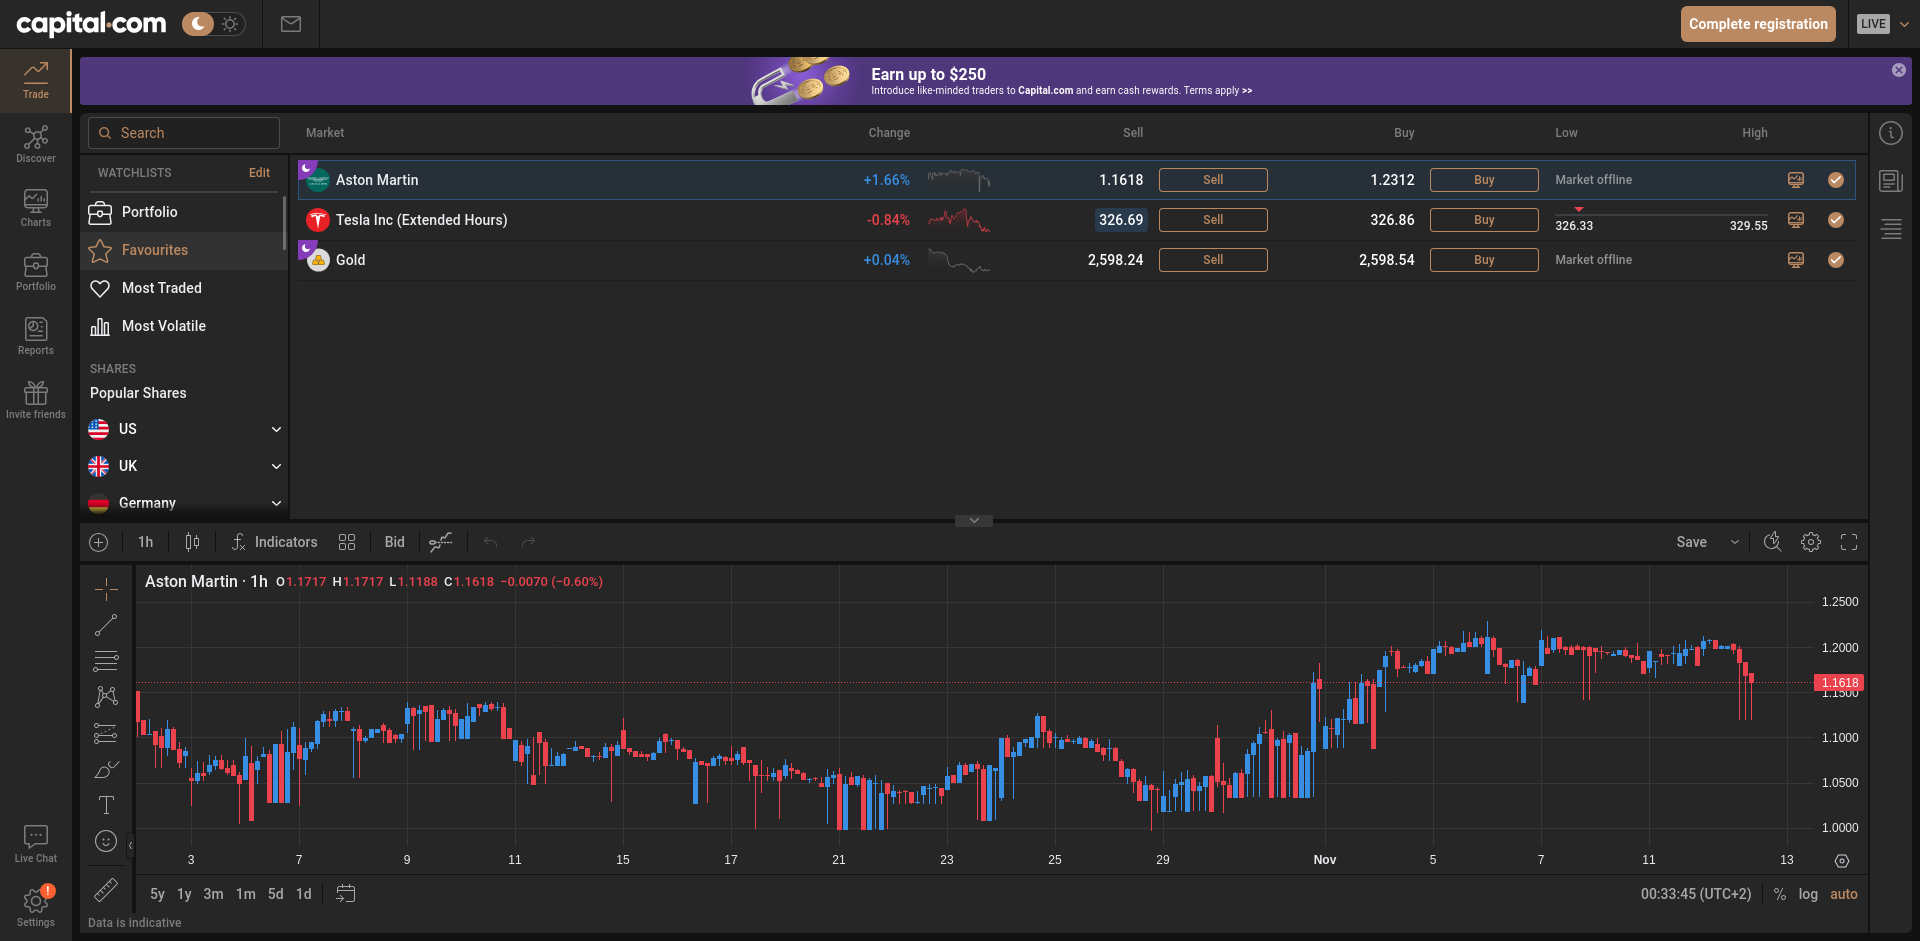 capital.com
Complete registration
LIVE
Trade
Discover
Charts
Portfolio
Reports
Invite friends
Live Chat
!
Settings
Earn up to $250
Introduce like-minded traders to Capital.com and earn cash rewards. Terms apply >>
Search
WATCHLISTS Edit
Portfolio
Favourites
Most Traded
Most Volatile
SHARES
Popular Shares
US
UK
Germany
Market Change Sell Buy Low High
Aston Martin +1.66% 1.1618 Sell 1.2312 Buy Market offline
Tesla Inc (Extended Hours) -0.84% 326.69 Sell 326.86 Buy 326.33 329.55
Gold +0.04% 2,598.24 Sell 2,598.54 Buy Market offline
1h Indicators Bid Save
Aston Martin · 1h O1.1717 H1.1717 L1.1188 C1.1618 −0.0070 (−0.60%)
1.2500
1.2000
1.1618
1.1500
1.1000
1.0500
1.0000
3 7 9 11 15 17 21 23 25 29 Nov 5 7 11 13
5y 1y 3m 1m 5d 1d 00:33:45 (UTC+2) % log auto
Data is indicative